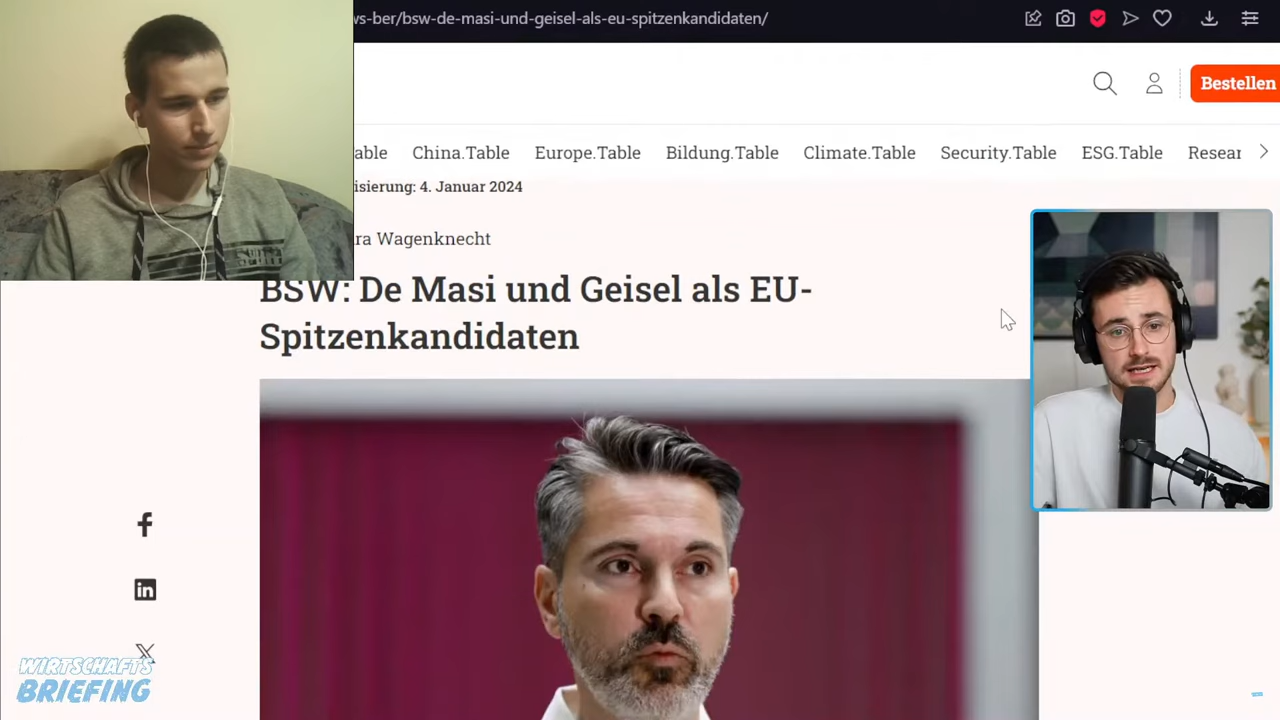 ws-ber/bsw-de-masi-und-geisel-als-eu-spitzenkandidaten/
Bestellen
able China.Table Europe.Table Bildung.Table Climate.Table Security.Table ESG.Table Resear
isierung: 4. Januar 2024
ra Wagenknecht
BSW: De Masi und Geisel als EU-
Spitzenkandidaten
WIRTSCHAFTS
BRIEFING